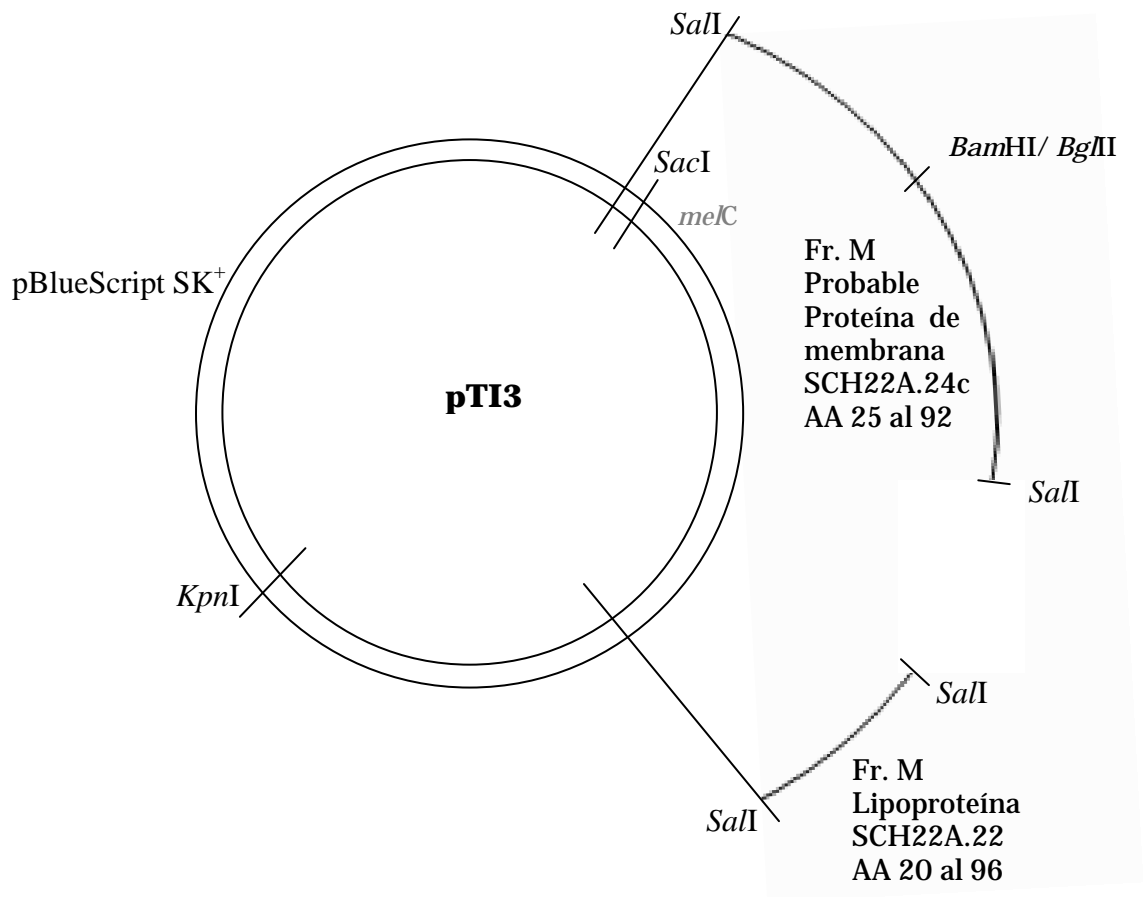 SalI
BamHI/ BglII
SacI
melC
pBlueScript SK+
Fr. M
Probable
Proteína de
membrana
SCH22A.24c
AA 25 al 92
pTI3
SalI
KpnI
SalI
SalI
Fr. M
Lipoproteína
SCH22A.22
AA 20 al 96